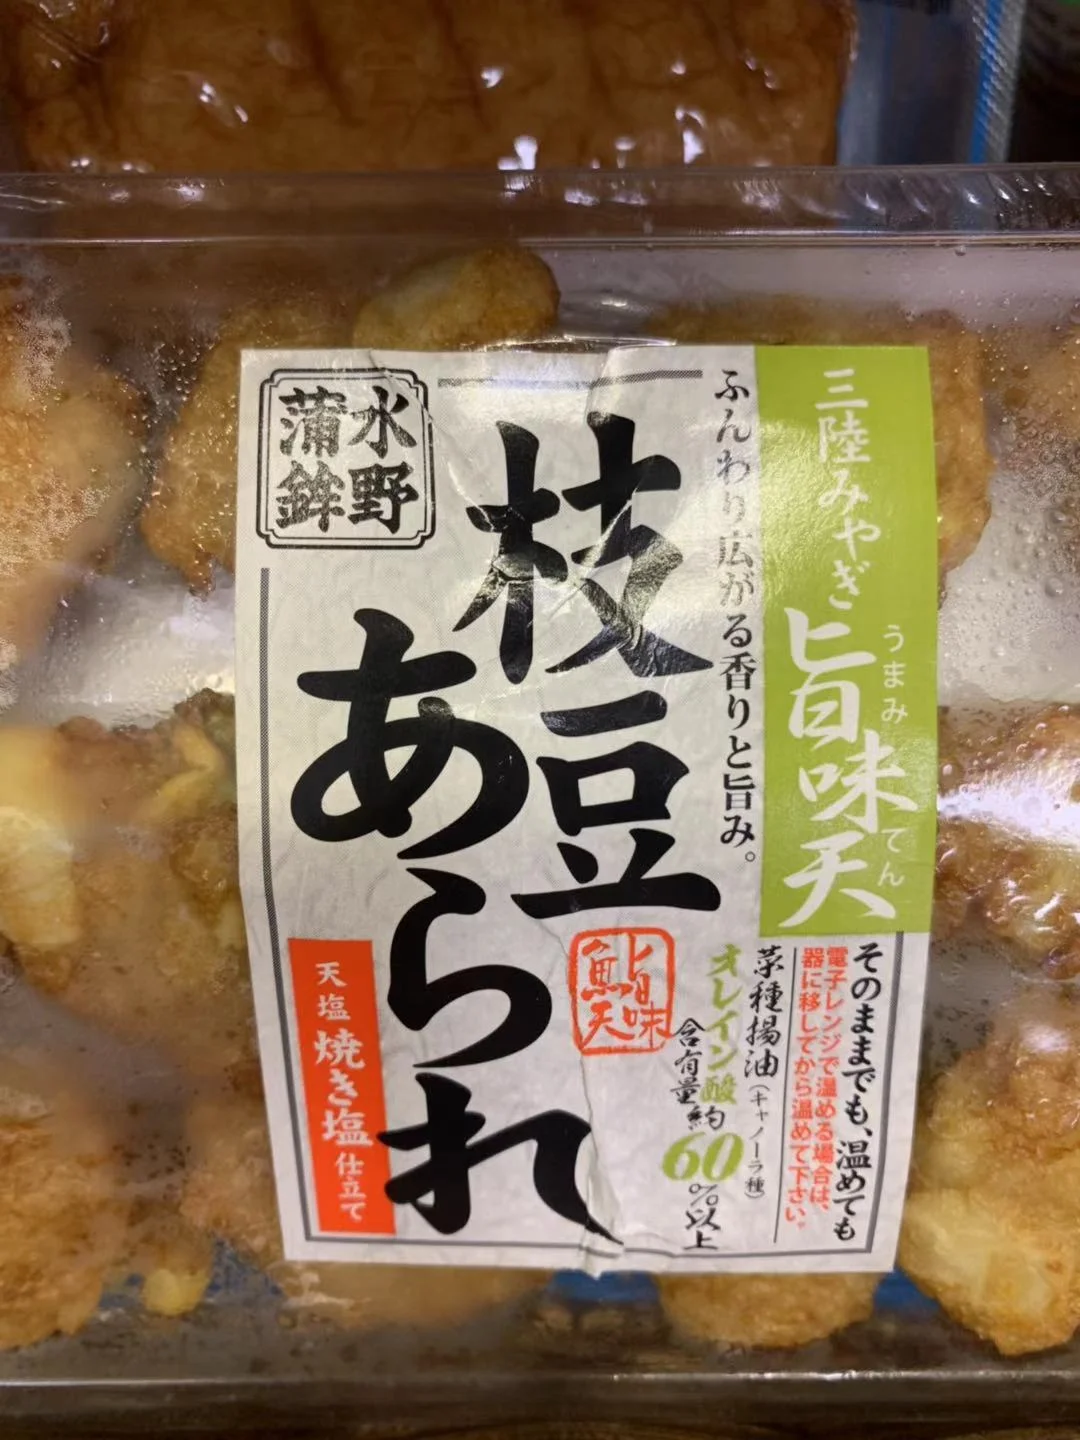 三陸みやぎ旨味天
うまみてん
ふんわり広がる香りと旨み。
枝豆
あられ
水野
蒲鉾
天塩焼き塩仕立て
旨味
鮨天
そのままでも、温めても
電子レンジで温める場合は、
器に移してから温めて下さい。
菜種揚油(キャノーラ種)
オレイン酸
含有量約60%以上